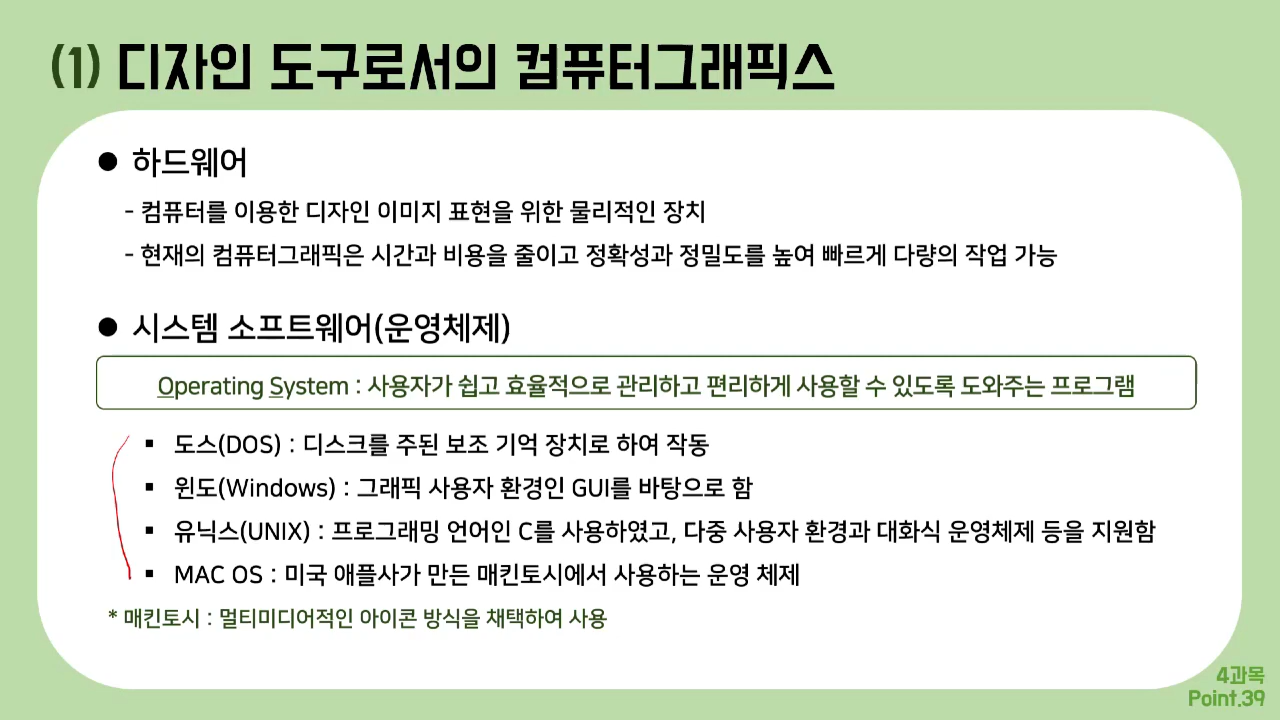 (1) 디자인 도구로서의 컴퓨터그래픽스
● 하드웨어
- 컴퓨터를 이용한 디자인 이미지 표현을 위한 물리적인 장치
- 현재의 컴퓨터그래픽은 시간과 비용을 줄이고 정확성과 정밀도를 높여 빠르게 다량의 작업 가능
● 시스템 소프트웨어(운영체제)
Operating System : 사용자가 쉽고 효율적으로 관리하고 편리하게 사용할 수 있도록 도와주는 프로그램
▪ 도스(DOS) : 디스크를 주된 보조 기억 장치로 하여 작동
▪ 윈도(Windows) : 그래픽 사용자 환경인 GUI를 바탕으로 함
▪ 유닉스(UNIX) : 프로그래밍 언어인 C를 사용하였고, 다중 사용자 환경과 대화식 운영체제 등을 지원함
▪ MAC OS : 미국 애플사가 만든 매킨토시에서 사용하는 운영 체제
* 매킨토시 : 멀티미디어적인 아이콘 방식을 채택하여 사용
4과목
Point.39